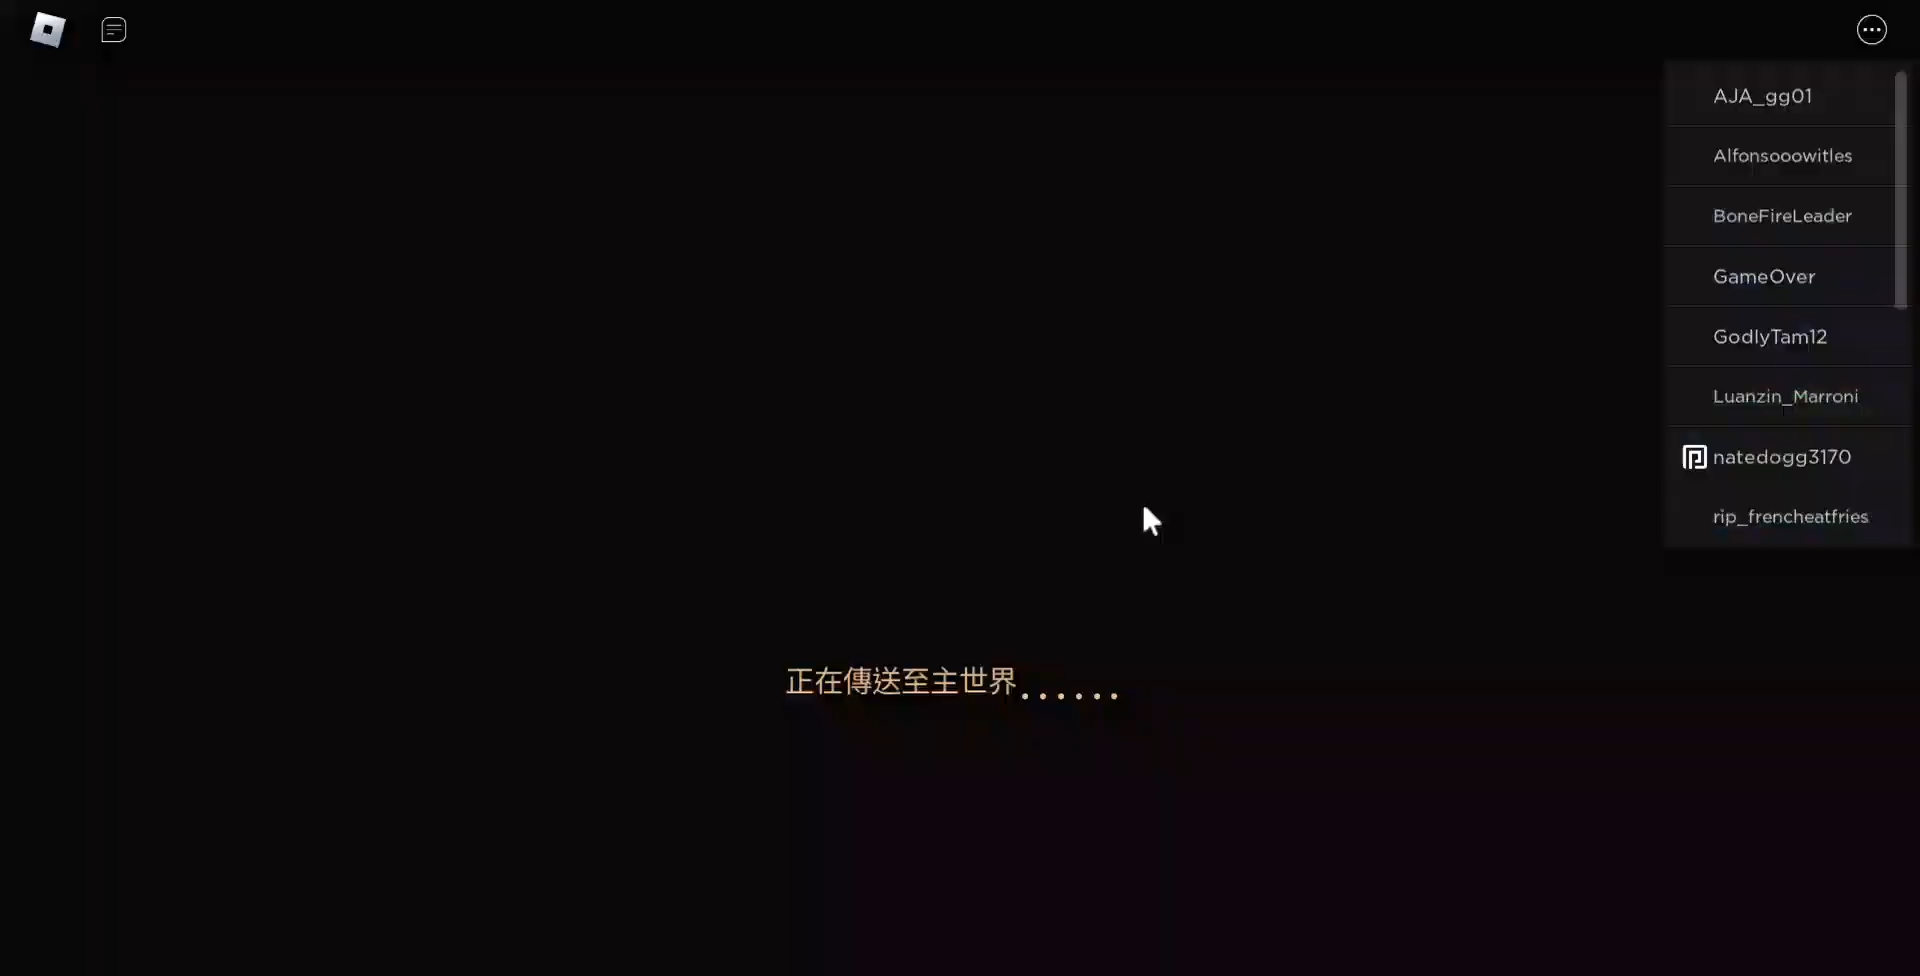 AJA_gg01
Alfonsooowitles
BoneFireLeader
GameOver
GodlyTam12
Luanzin_Marroni
natedogg3170
rip_frencheatfries
正在傳送至主世界......